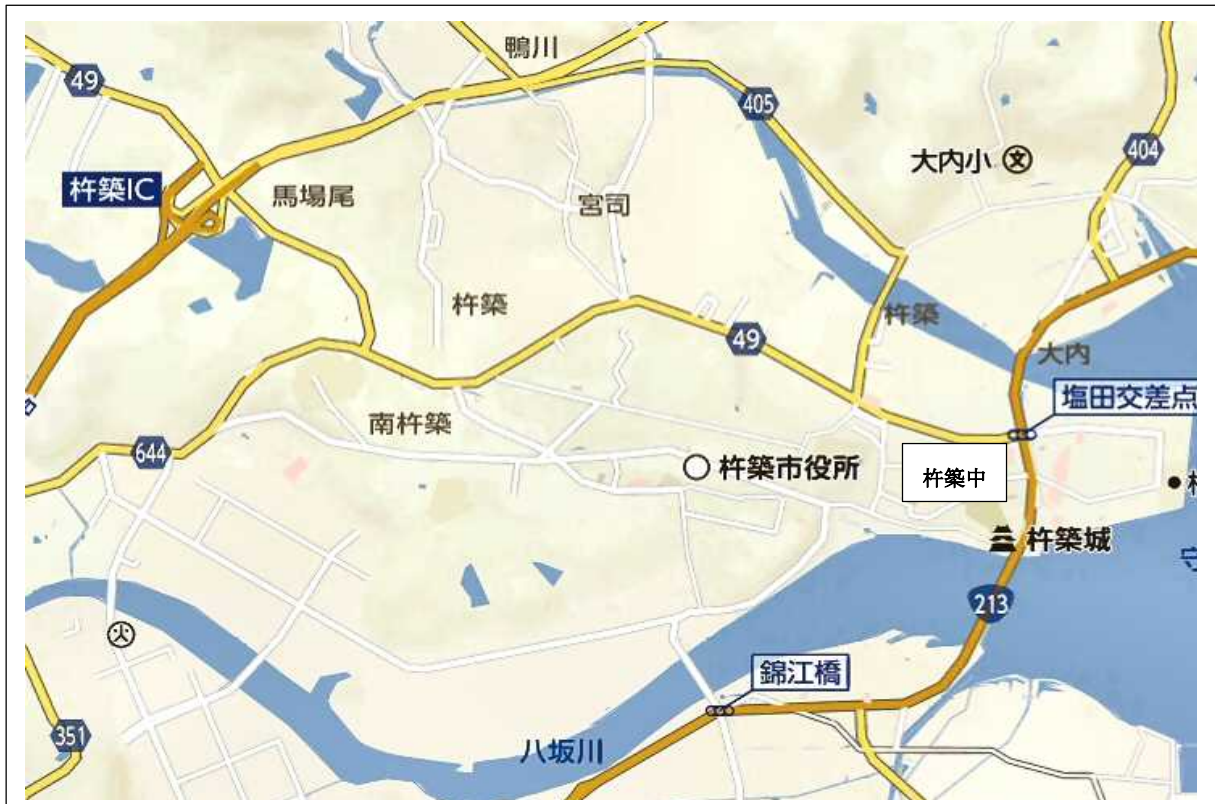 鴨川
49
405
大内小
文
404
杵築IC
馬場尾
宮司
杵築
49
杵築
大内
塩田交差点
南杵築
644
杵築市役所
杵築中
杵築城
213
火
錦江橋
351
八坂川